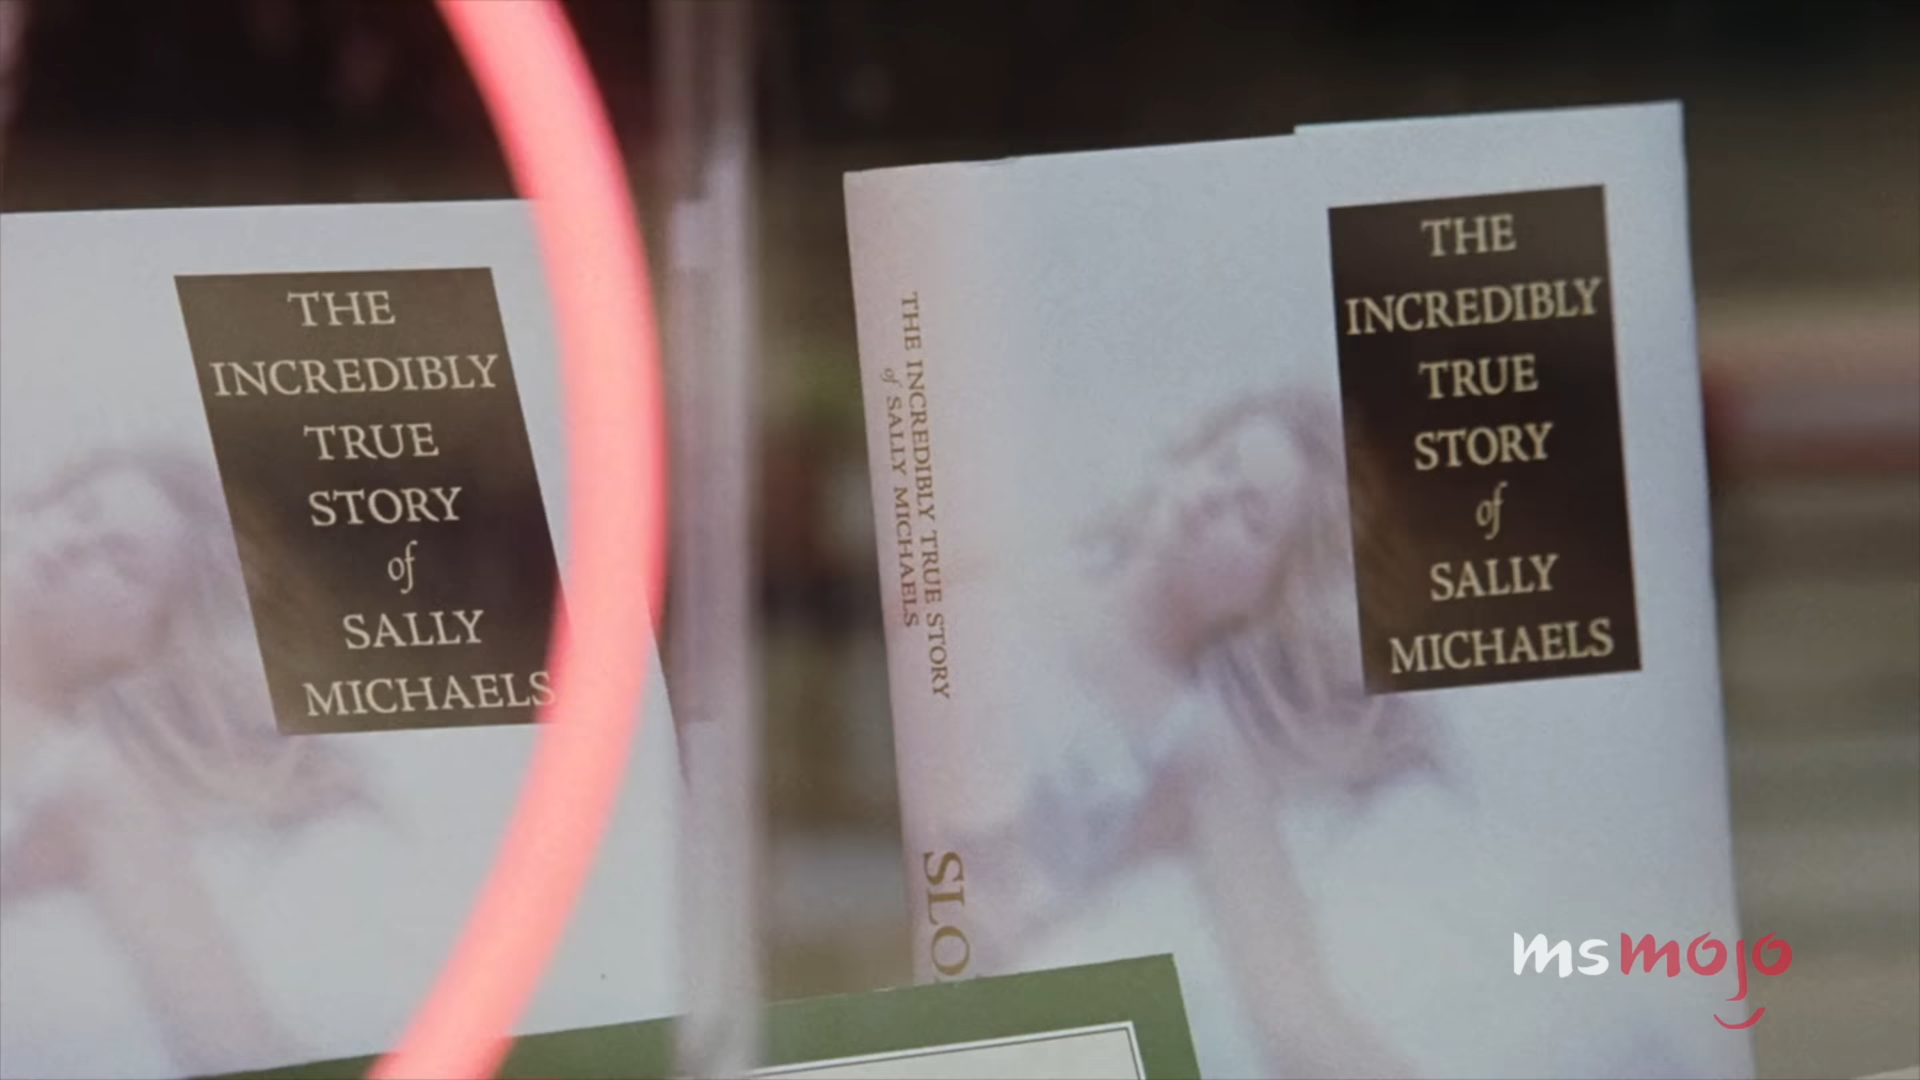 THE
INCREDIBLY
TRUE
STORY
of
SALLY
MICHAELS
THE INCREDIBLY TRUE STORY
of SALLY MICHAELS
SLO
THE
INCREDIBLY
TRUE
STORY
of
SALLY
MICHAELS
msmojo